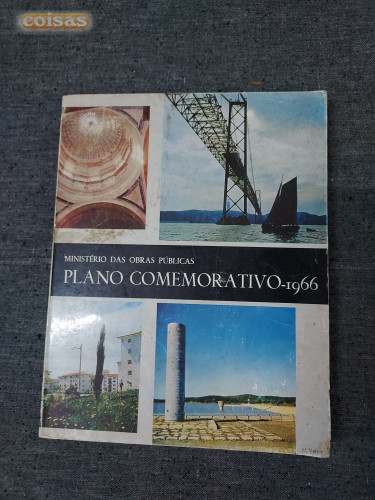 coisas
MINISTÉRIO DAS OBRAS PÚBLICAS
PLANO COMEMORATIVO-1966